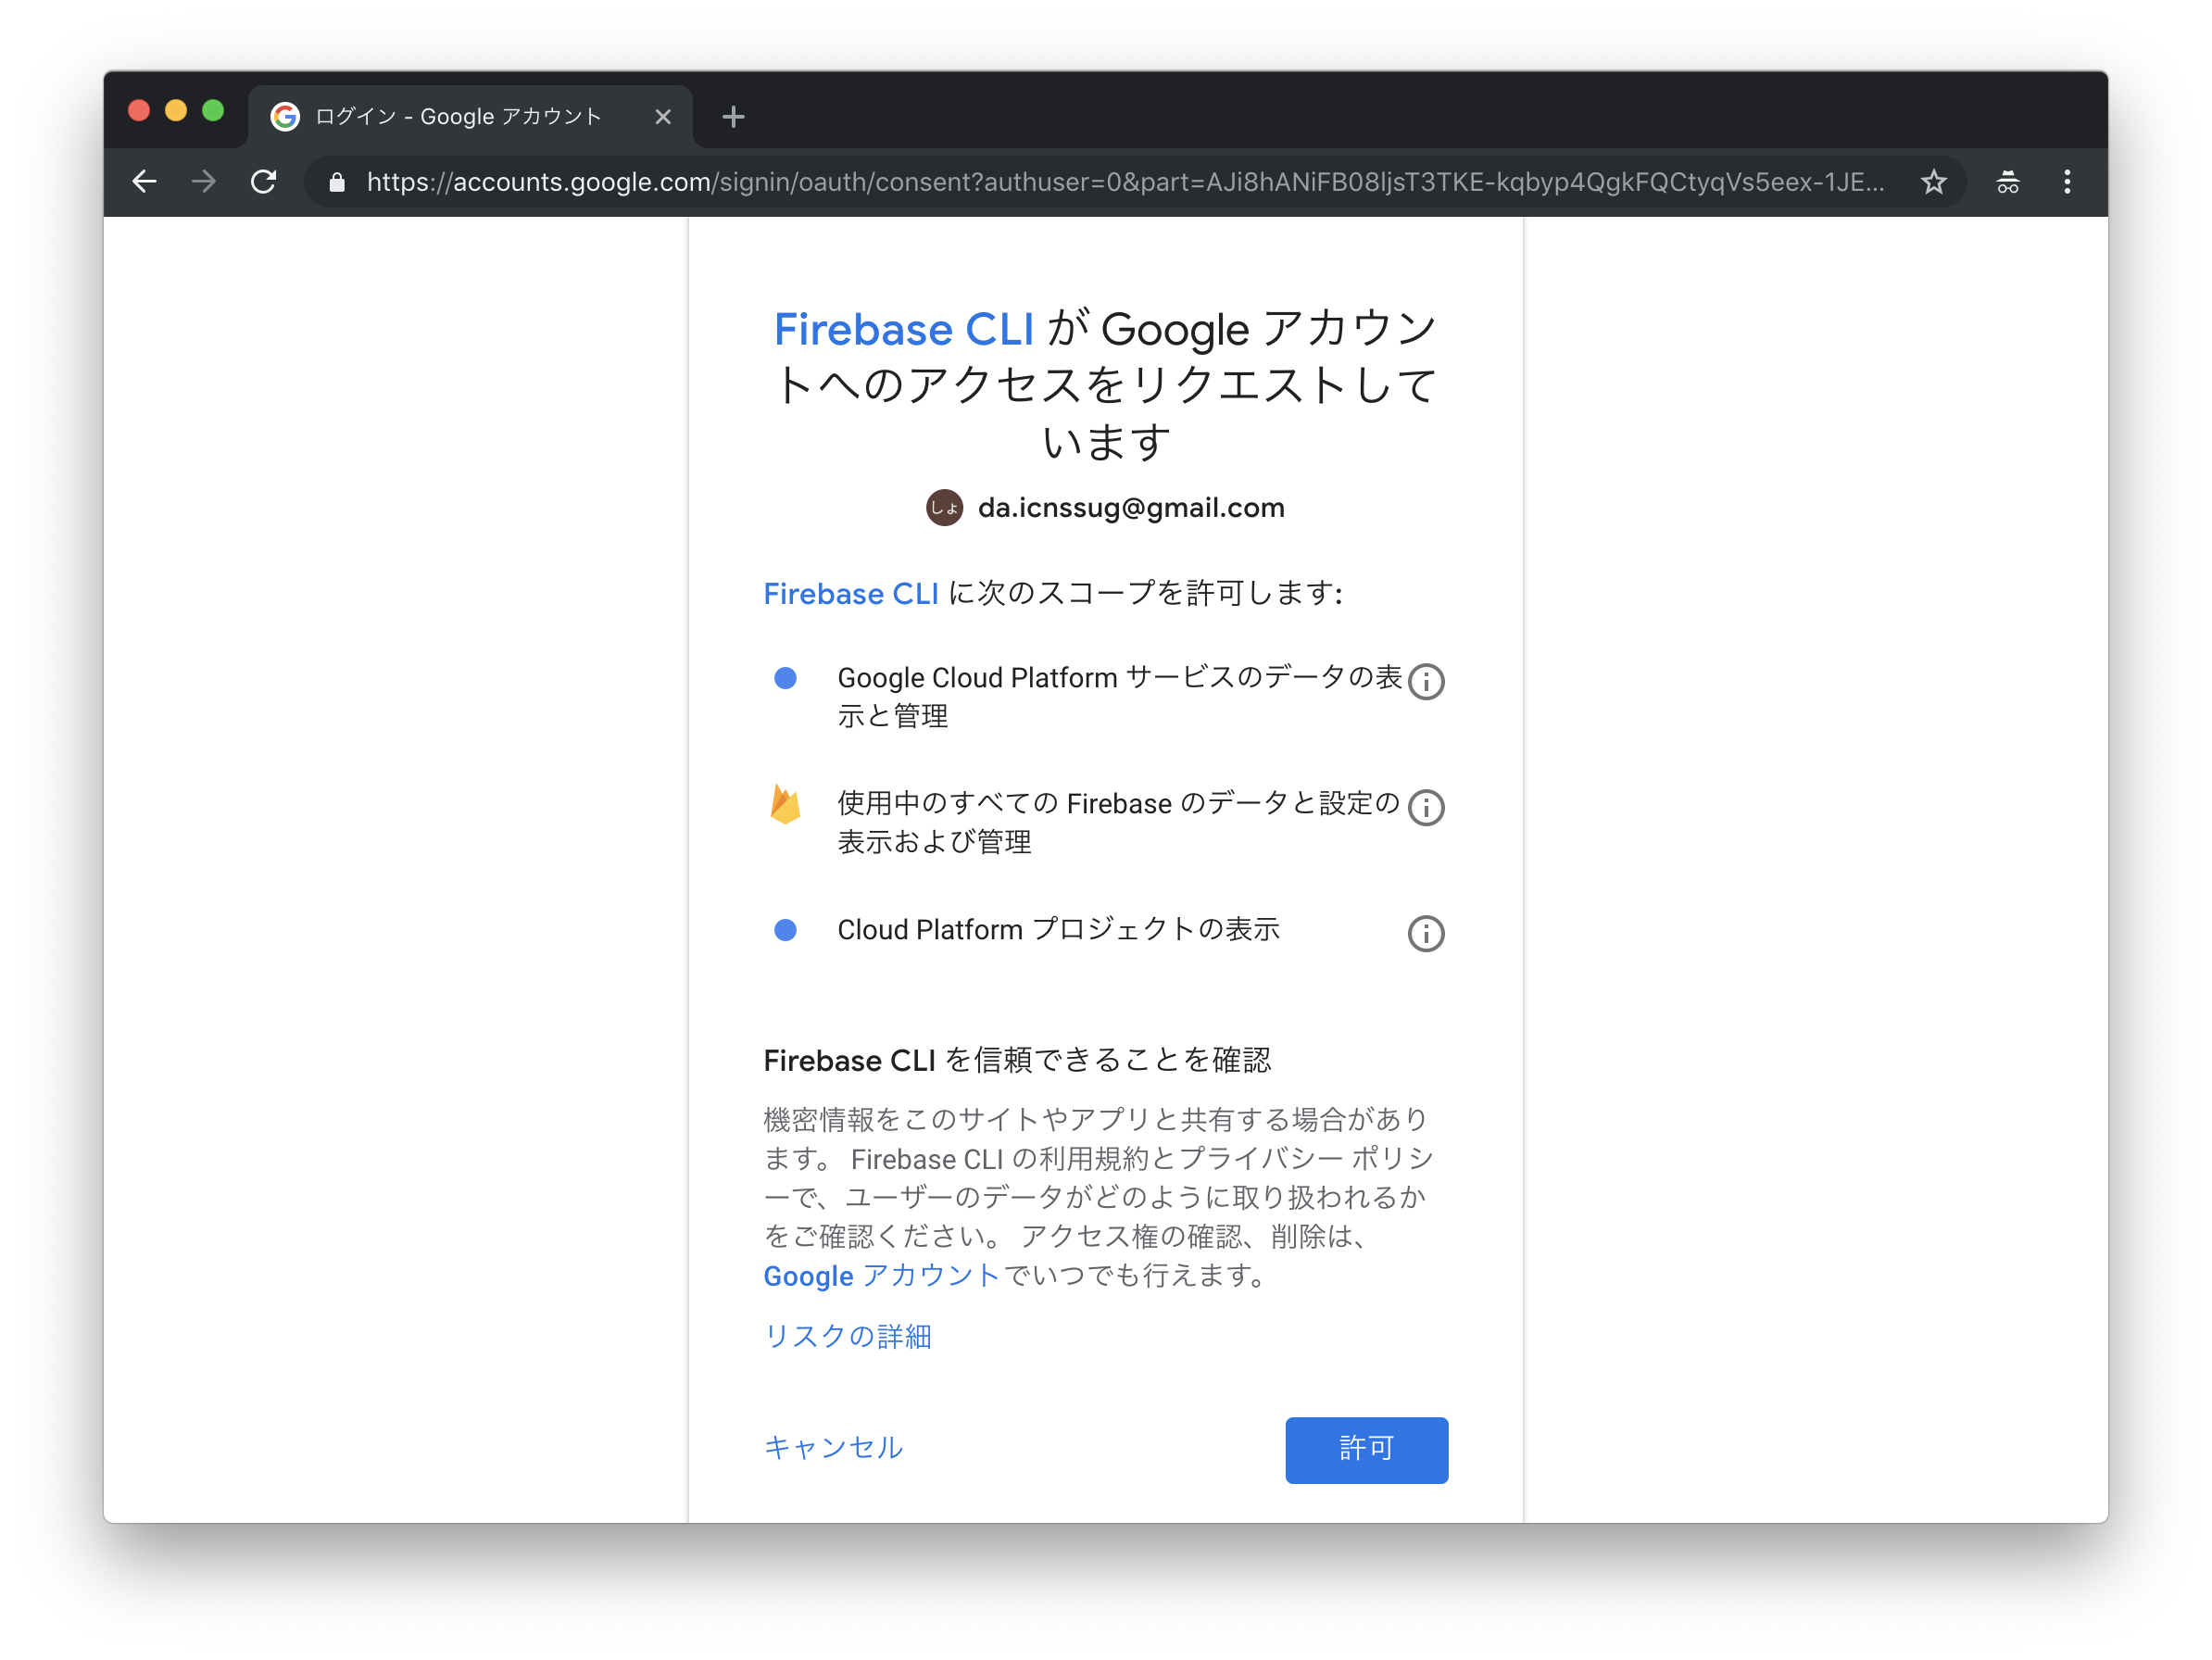 ログイン - Google アカウント
https://accounts.google.com/signin/oauth/consent?authuser=0&part=AJi8hANiFB08ljsT3TKE-kqbyp4QgkFQCtyqVs5eex-1JE...
Firebase CLI が Google アカウン
トへのアクセスをリクエストして
います
しょ da.icnssug@gmail.com
Firebase CLI に次のスコープを許可します:
Google Cloud Platform サービスのデータの表
示と管理
使用中のすべての Firebase のデータと設定の
表示および管理
Cloud Platform プロジェクトの表示
Firebase CLI を信頼できることを確認
機密情報をこのサイトやアプリと共有する場合があり
ます。 Firebase CLI の利用規約とプライバシー ポリシ
ーで、ユーザーのデータがどのように取り扱われるか
をご確認ください。 アクセス権の確認、削除は、
Google アカウントでいつでも行えます。
リスクの詳細
キャンセル
許可